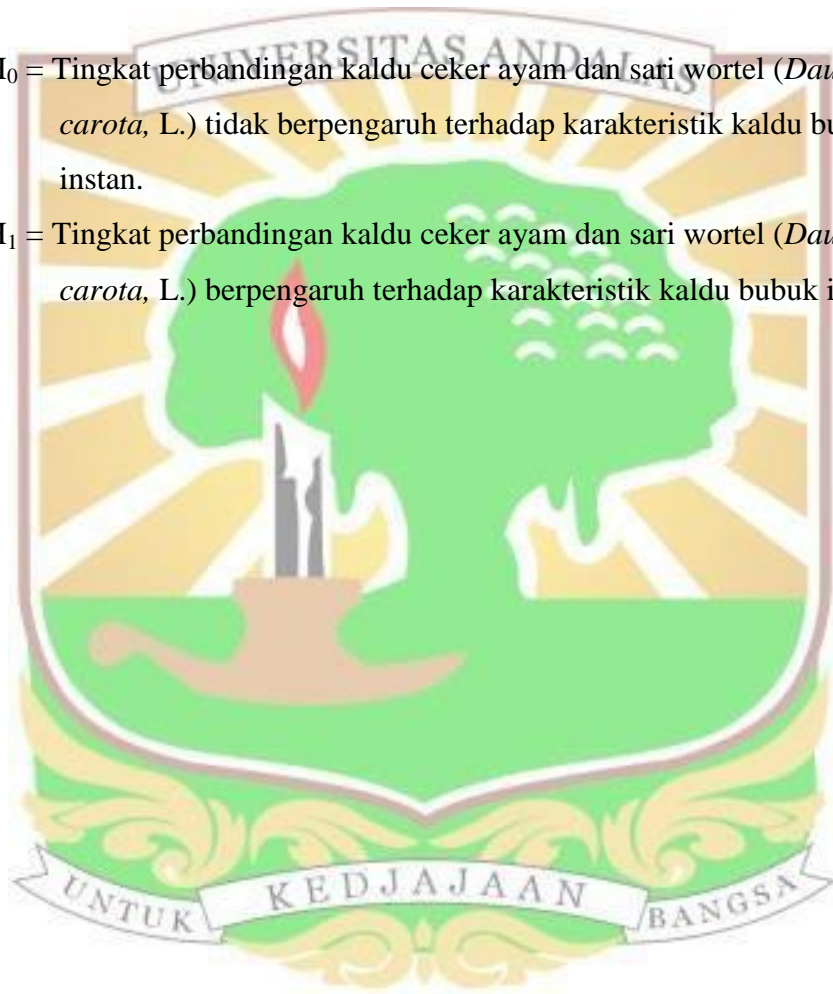 UNIVERSITAS ANDALAS
H₀ = Tingkat perbandingan kaldu ceker ayam dan sari wortel (Dau
carota, L.) tidak berpengaruh terhadap karakteristik kaldu bu
instan.
H₁ = Tingkat perbandingan kaldu ceker ayam dan sari wortel (Dau
carota, L.) berpengaruh terhadap karakteristik kaldu bubuk i
UNTUK KEDJAJAAN BANGSA